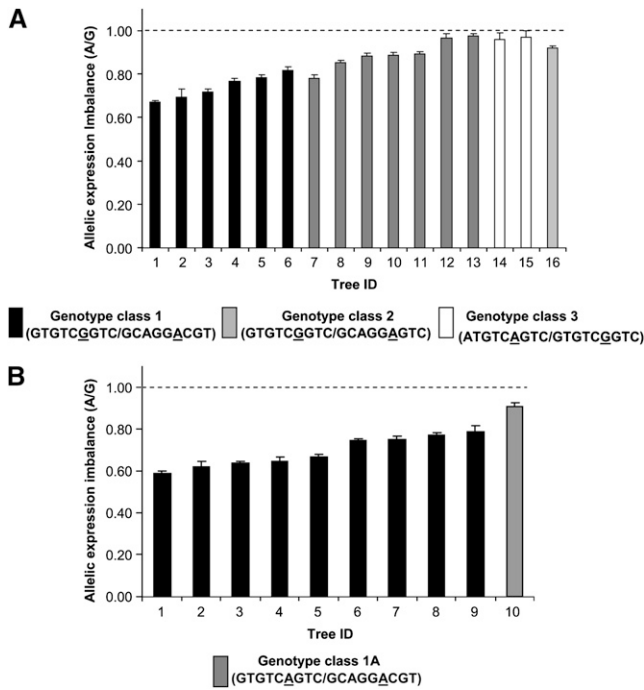 A
Allelic expression Imbalance (A/G)
1.00
0.80
0.60
0.40
0.20
0.00
1 2 3 4 5 6 7 8 9 10 11 12 13 14 15 16
Tree ID
Genotype class 1
(GTGTCGGTC/GCAGGACGT)
Genotype class 2
(GTGTCGGTC/GCAGGAGTC)
Genotype class 3
(ATGTCAGTC/GTGTCGGTC)
B
Allelic expression imbalance (A/G)
1.00
0.80
0.60
0.40
0.20
0.00
1 2 3 4 5 6 7 8 9 10
Tree ID
Genotype class 1A
(GTGTCAGTC/GCAGGACGT)